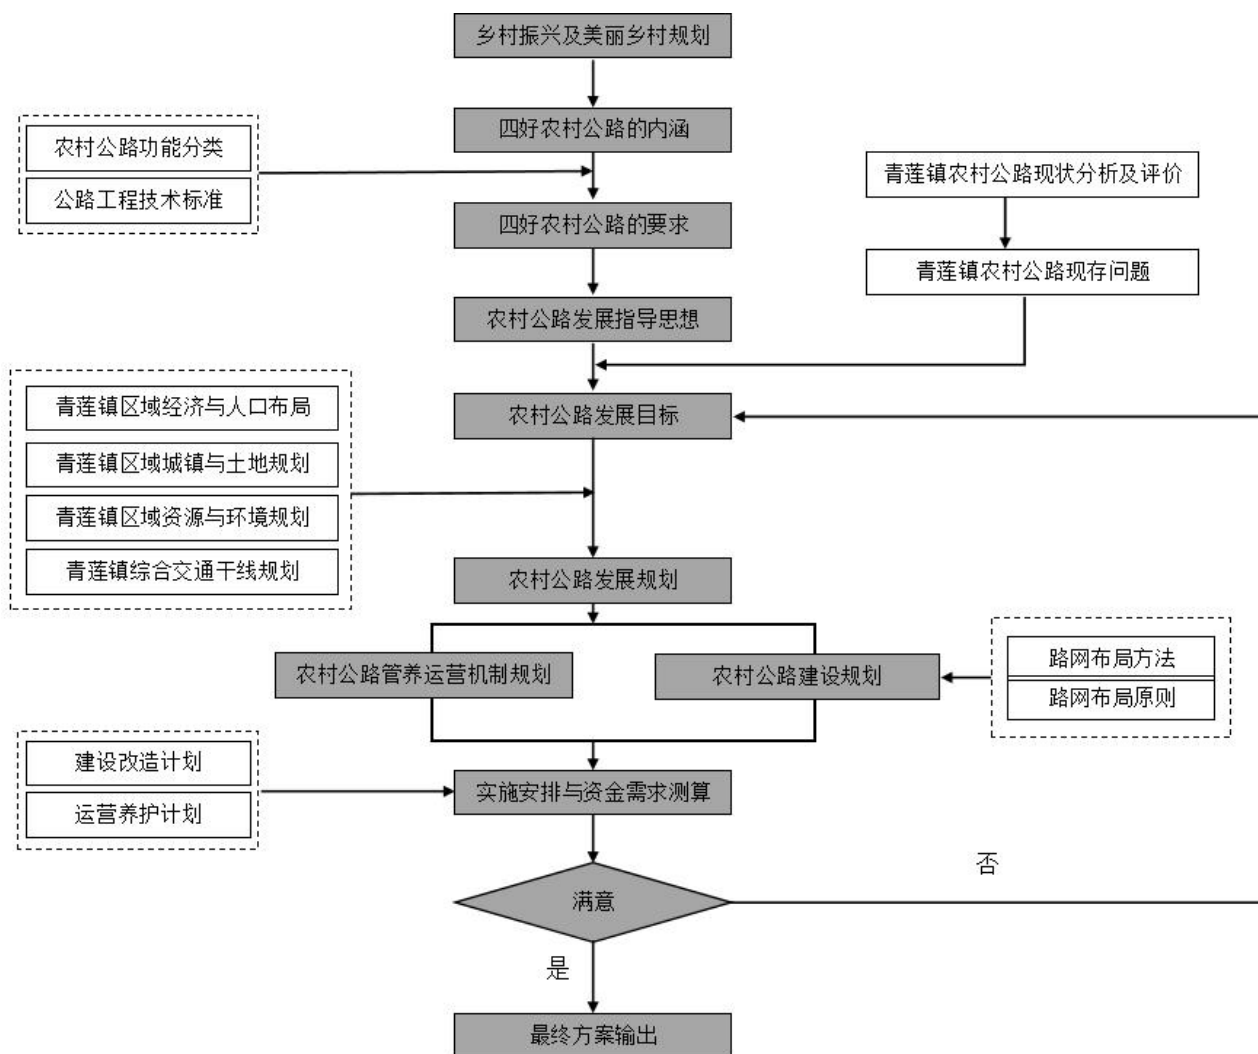 乡村振兴及美丽乡村规划
四好农村公路的内涵
农村公路功能分类
公路工程技术标准
青莲镇农村公路现状分析及评价
四好农村公路的要求
青莲镇农村公路现存问题
农村公路发展指导思想
青莲镇区域经济与人口布局
农村公路发展目标
青莲镇区域城镇与土地规划
青莲镇区域资源与环境规划
青莲镇综合交通干线规划
农村公路发展规划
农村公路管养运营机制规划
农村公路建设规划
路网布局方法
路网布局原则
建设改造计划
运营养护计划
实施安排与资金需求测算
否
满意
是
最终方案输出